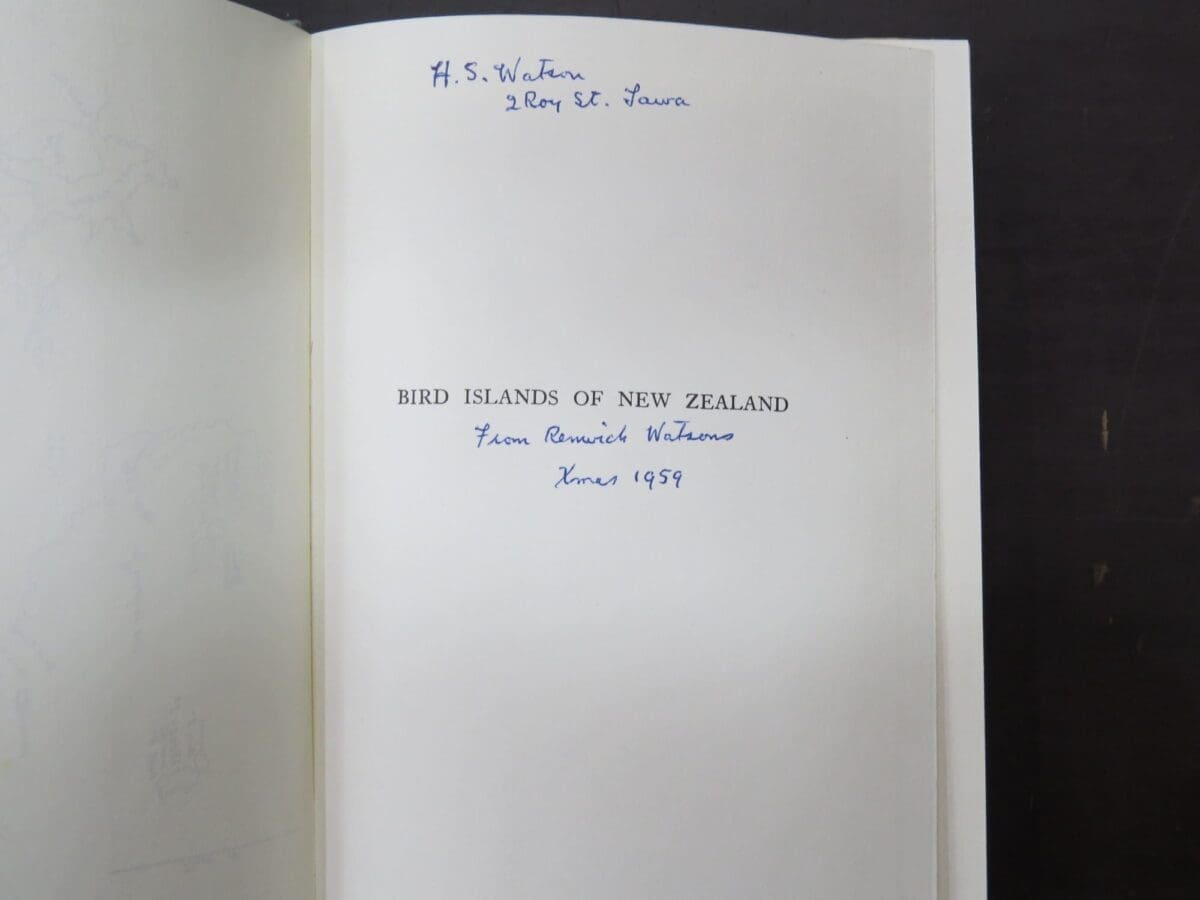 H. S. Watson
2 Roy St. Tawa
BIRD ISLANDS OF NEW ZEALAND
From Renwick Watsons
Xmas 1959